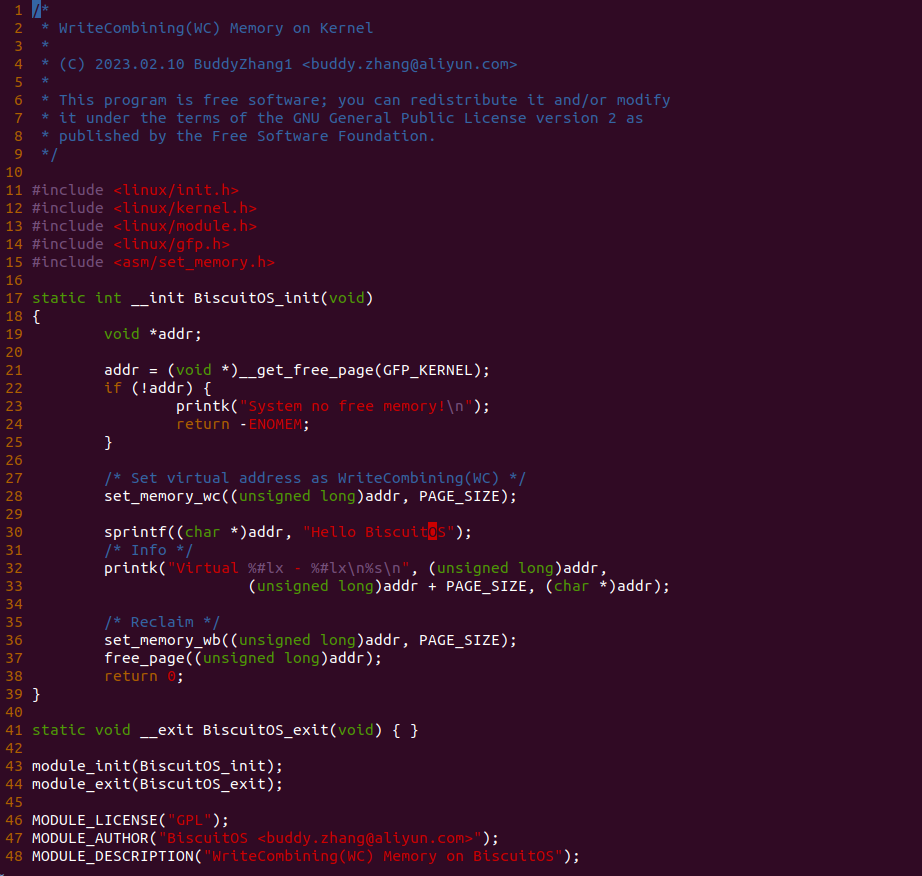 1 /*
2  * WriteCombining(WC) Memory on Kernel
3  *
4  * (C) 2023.02.10 BuddyZhang1 <buddy.zhang@aliyun.com>
5  *
6  * This program is free software; you can redistribute it and/or modify
7  * it under the terms of the GNU General Public License version 2 as
8  * published by the Free Software Foundation.
9  */
10
11 #include <linux/init.h>
12 #include <linux/kernel.h>
13 #include <linux/module.h>
14 #include <linux/gfp.h>
15 #include <asm/set_memory.h>
16
17 static int __init BiscuitOS_init(void)
18 {
19         void *addr;
20
21         addr = (void *)__get_free_page(GFP_KERNEL);
22         if (!addr) {
23                 printk("System no free memory!\n");
24                 return -ENOMEM;
25         }
26
27         /* Set virtual address as WriteCombining(WC) */
28         set_memory_wc((unsigned long)addr, PAGE_SIZE);
29
30         sprintf((char *)addr, "Hello BiscuitOS");
31         /* Info */
32         printk("Virtual %#lx - %#lx\n%s\n", (unsigned long)addr,
33                         (unsigned long)addr + PAGE_SIZE, (char *)addr);
34
35         /* Reclaim */
36         set_memory_wb((unsigned long)addr, PAGE_SIZE);
37         free_page((unsigned long)addr);
38         return 0;
39 }
40
41 static void __exit BiscuitOS_exit(void) { }
42
43 module_init(BiscuitOS_init);
44 module_exit(BiscuitOS_exit);
45
46 MODULE_LICENSE("GPL");
47 MODULE_AUTHOR("BiscuitOS <buddy.zhang@aliyun.com>");
48 MODULE_DESCRIPTION("WriteCombining(WC) Memory on BiscuitOS");